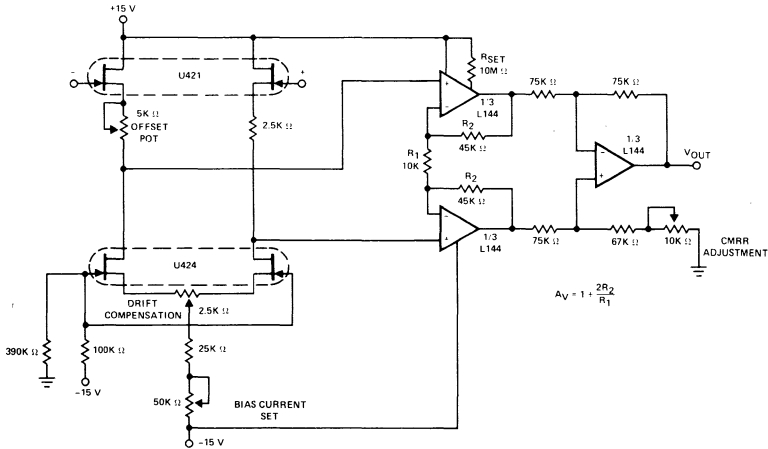 +15 V
−
U421
+
5K Ω
OFFSET
POT
2.5K Ω
RSET
10M Ω
+
−
1/3
L144
R2
45K Ω
R1
10K
R2
45K Ω
−
+
1/3
L144
75K Ω
75K Ω
−
+
1/3
L144
VOUT
75K Ω
67K Ω
10K Ω
CMRR
ADJUSTMENT
U424
DRIFT
COMPENSATION
2.5K Ω
390K Ω
100K Ω
−15 V
25K Ω
50K Ω
BIAS CURRENT
SET
−15 V
AV = 1 + 2R2/R1